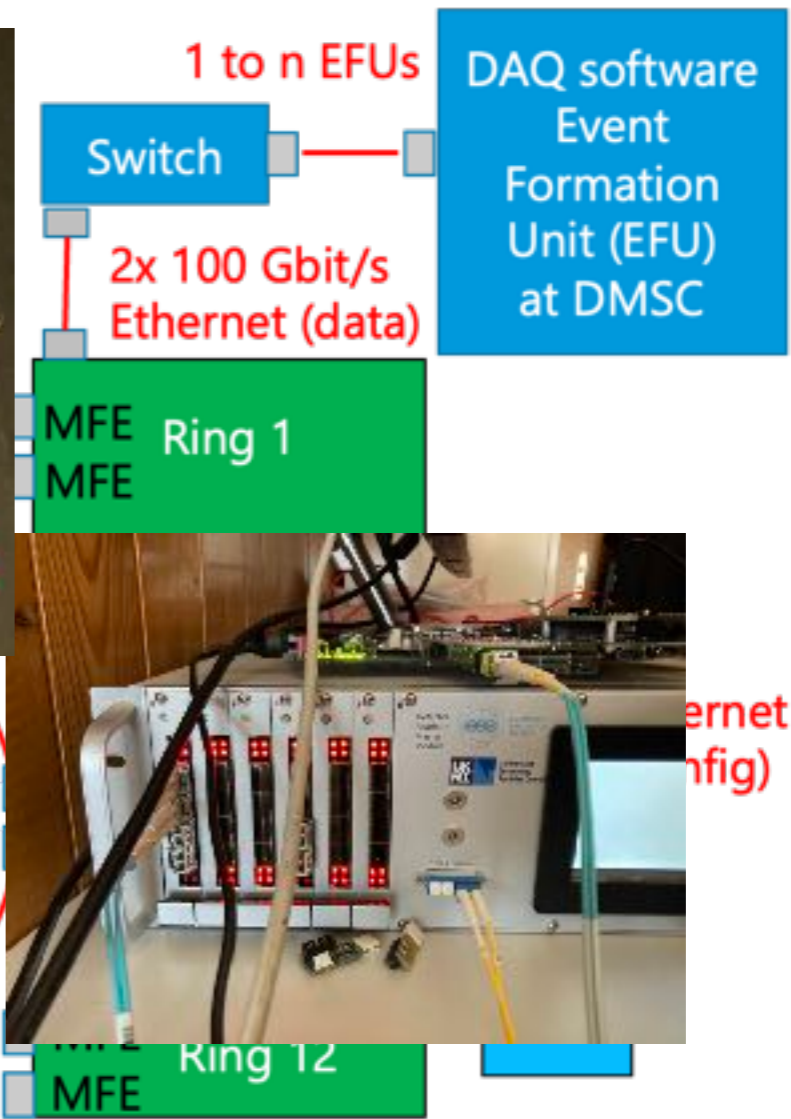 1 to n EFUs
DAQ software
Event
Formation
Unit (EFU)
at DMSC
Switch
2x 100 Gbit/s
Ethernet (data)
MFE
Ring 1
MFE
ernet
nfig)
Ring 12
MFE